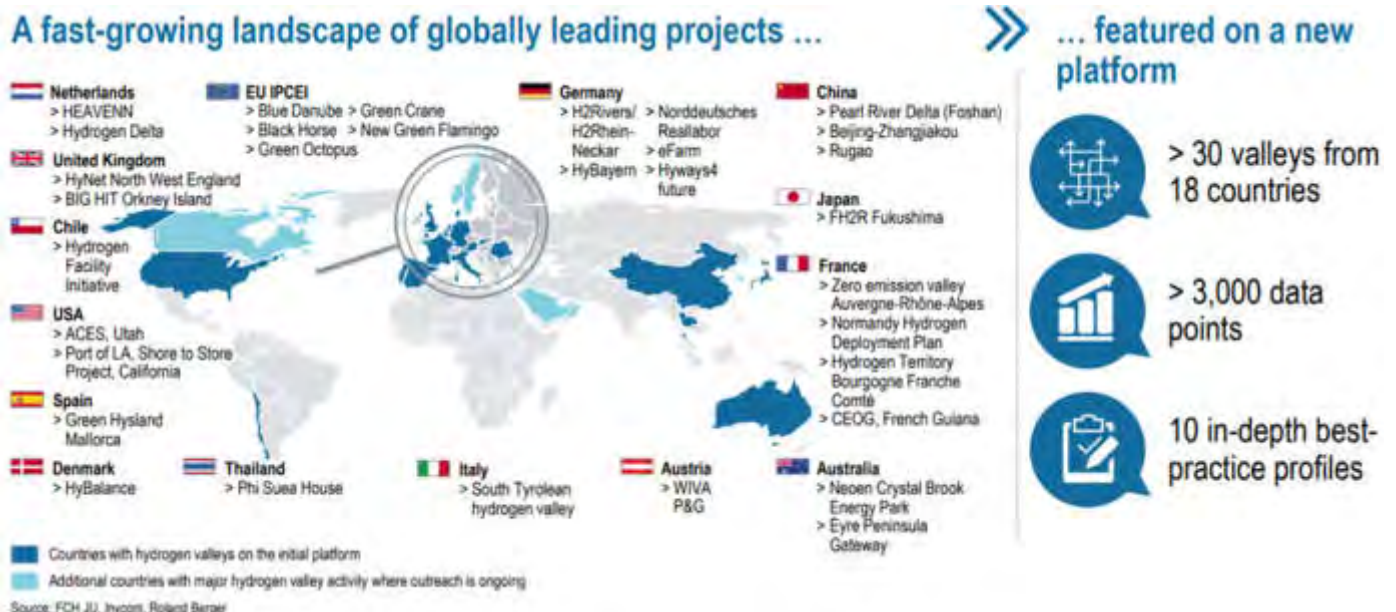 A fast-growing landscape of globally leading projects ...
... featured on a new
platform
Netherlands
> HEAVENN
> Hydrogen Delta
United Kingdom
> HyNet North West England
> BIG HIT Orkney Island
Chile
> Hydrogen
Facility
Initiative
USA
> ACES, Utah
> Port of LA, Shore to Store
Project, California
Spain
> Green Hysland
Mallorca
Denmark
> HyBalance
EU IPCEI
> Blue Danube > Green Crane
> Black Horse > New Green Flamingo
> Green Octopus
Germany
> H2Rivers/
H2Rhein-
Neckar
> HyBayern
> Norddeutsches
Reallabor
> eFarm
> Hyways4
future
China
> Pearl River Delta (Foshan)
> Beijing-Zhangjiakou
> Rugao
Japan
> FH2R Fukushima
France
> Zero emission valley
Auvergne-Rhône-Alpes
> Normandy Hydrogen
Deployment Plan
> Hydrogen Territory
Bourgogne Franche
Comté
> CEOG, French Guiana
Thailand
> Phi Suea House
Italy
> South Tyrolean
hydrogen valley
Austria
> WIVA
P&G
Australia
> Neoen Crystal Brook
Energy Park
> Eyre Peninsula
Gateway
> 30 valleys from
18 countries
> 3,000 data
points
10 in-depth best-
practice profiles
Countries with hydrogen valleys on the initial platform
Additional countries with major hydrogen valley activity where outreach is ongoing
Source: FCH JU, Inycom, Roland Berger